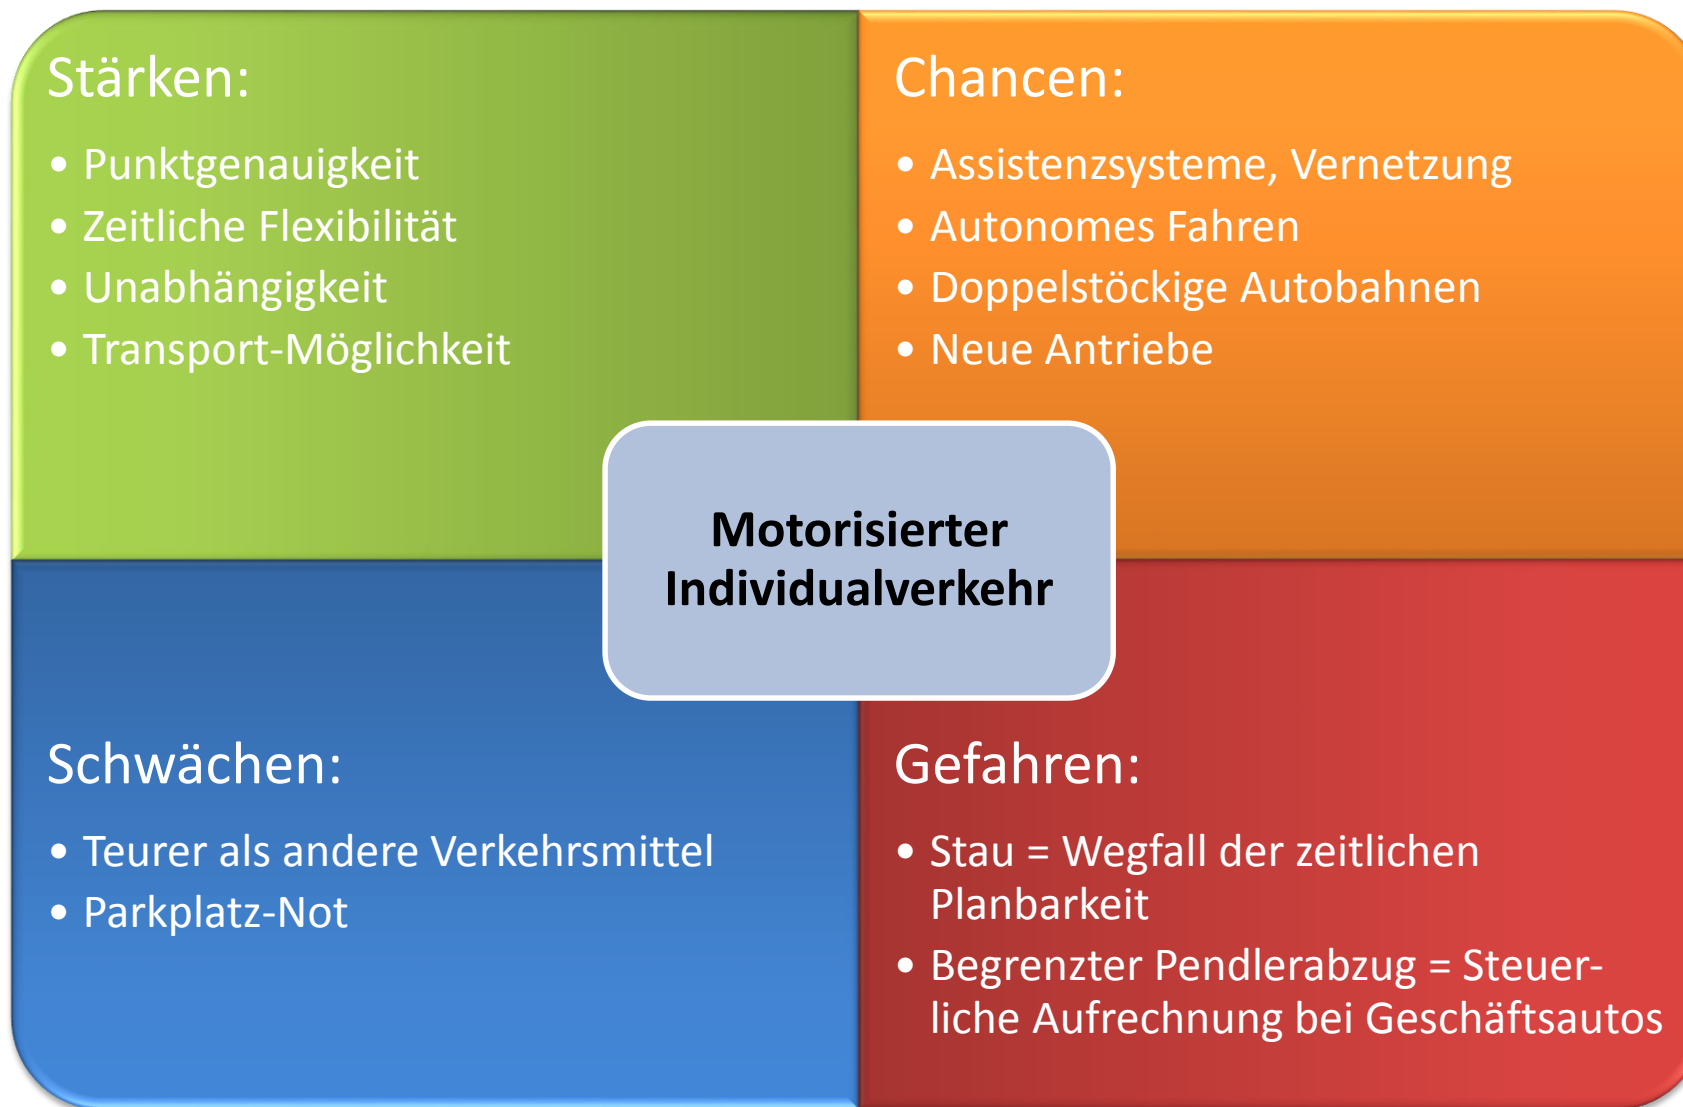 Stärken:
• Punktgenauigkeit
• Zeitliche Flexibilität
• Unabhängigkeit
• Transport-Möglichkeit
Chancen:
• Assistenzsysteme, Vernetzung
• Autonomes Fahren
• Doppelstöckige Autobahnen
• Neue Antriebe
Motorisierter
Individualverkehr
Schwächen:
• Teurer als andere Verkehrsmittel
• Parkplatz-Not
Gefahren:
• Stau = Wegfall der zeitlichen
Planbarkeit
• Begrenzter Pendlerabzug = Steuer-
liche Aufrechnung bei Geschäftsautos